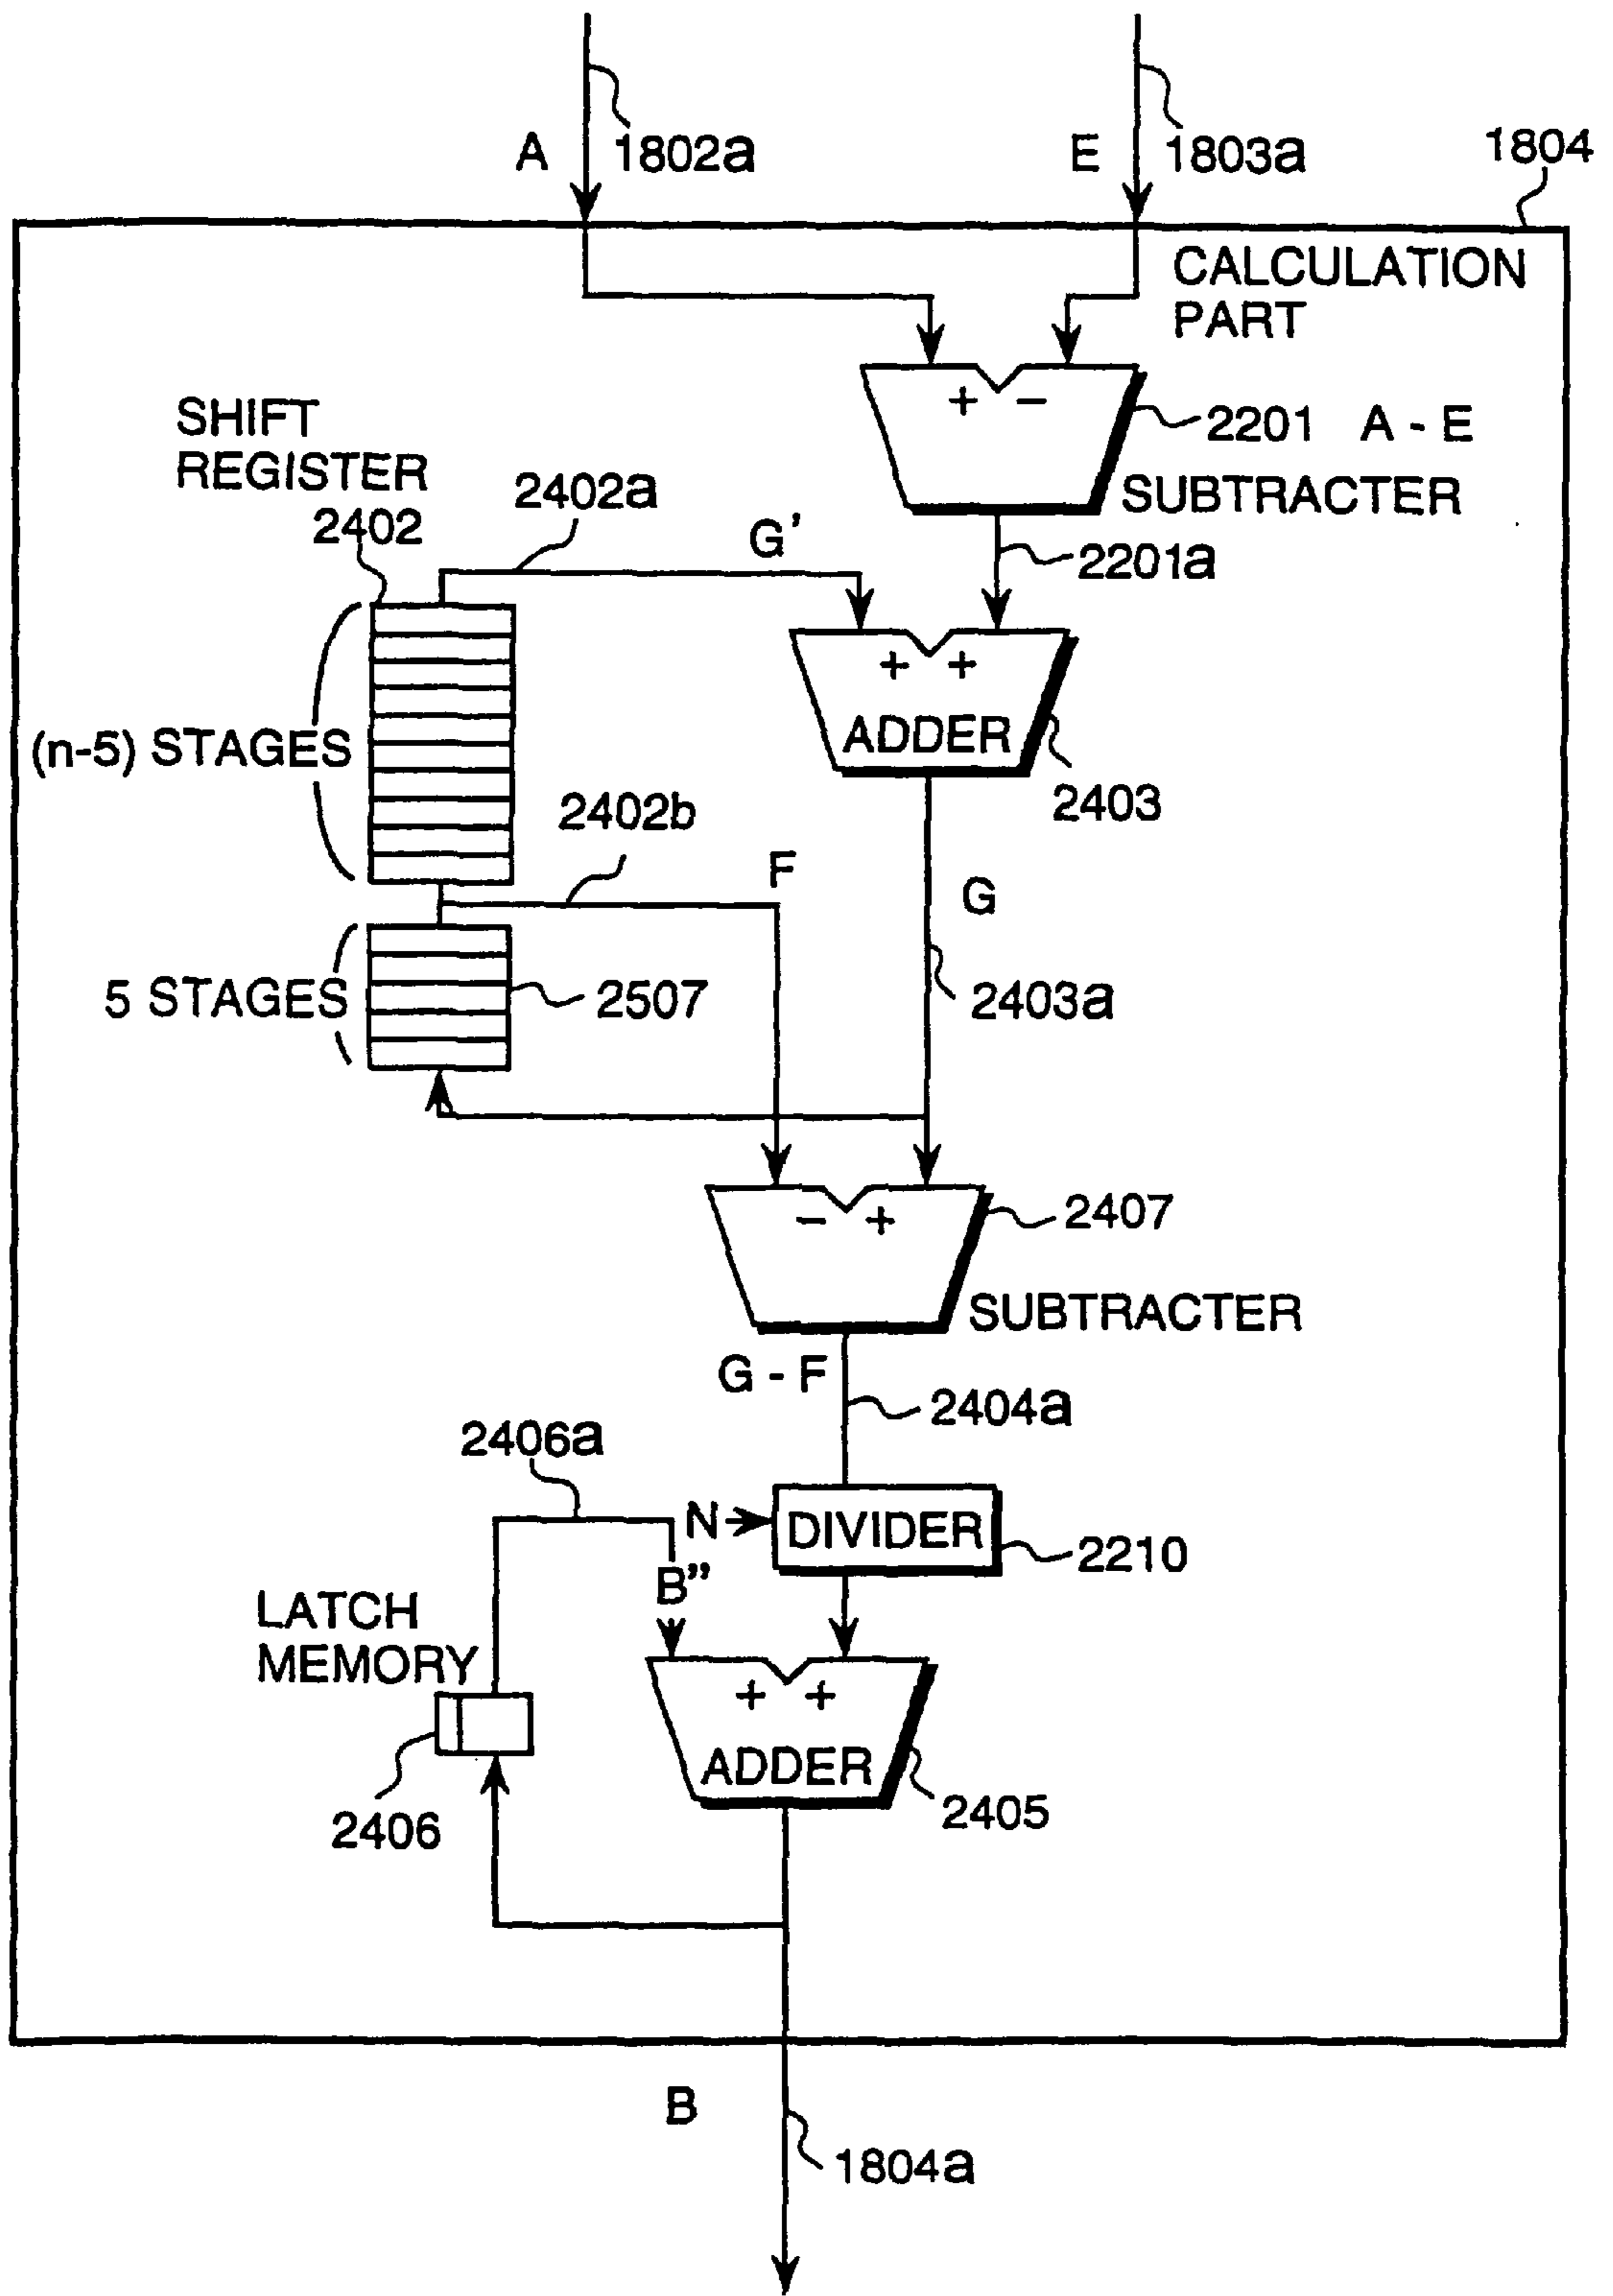 A
1802a
E
1803a
1804
CALCULATION
PART
+ −
2201 A - E
SUBTRACTER
SHIFT
REGISTER
2402
2402a
G'
2201a
+ +
ADDER
2403
(n-5) STAGES
2402b
F
G
5 STAGES
2507
2403a
− +
2407
SUBTRACTER
G - F
2404a
2406a
N
DIVIDER
2210
B"
LATCH
MEMORY
+ +
ADDER
2405
2406
B
1804a